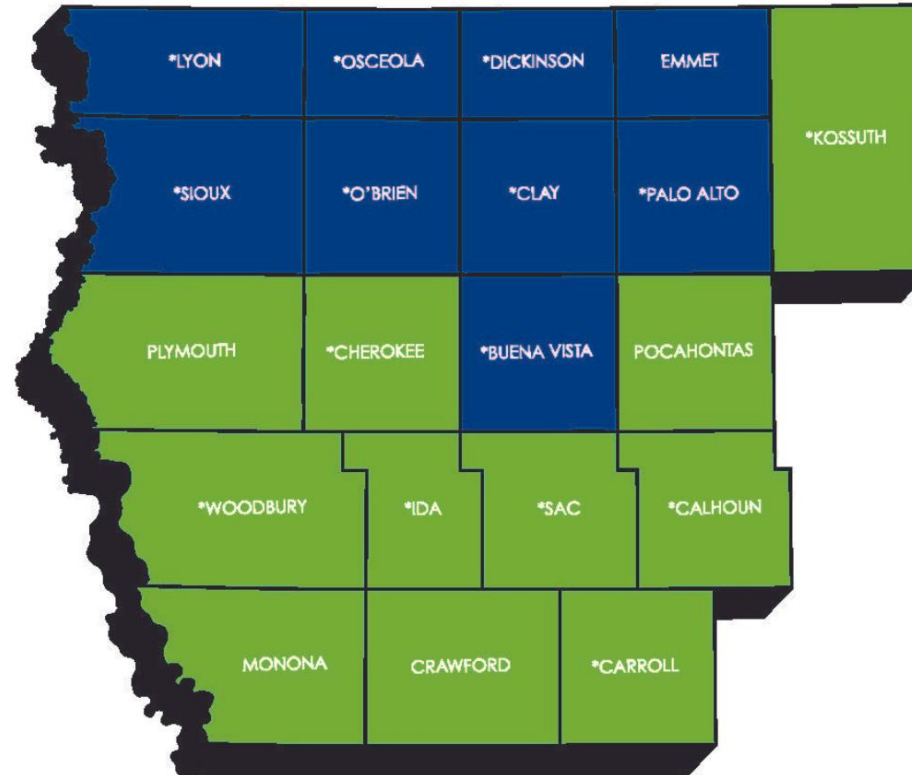 *LYON
*OSCEOLA
*DICKINSON
EMMET
*KOSSUTH
*SIOUX
*O'BRIEN
*CLAY
*PALO ALTO
PLYMOUTH
*CHEROKEE
*BUENA VISTA
POCAHONTAS
*WOODBURY
*IDA
*SAC
*CALHOUN
MONONA
CRAWFORD
*CARROLL